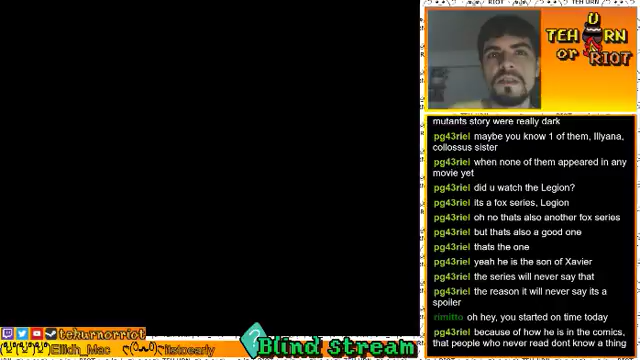 TEH URN
or RIOT
mutants story were really dark
pg43riel maybe you know 1 of them, Illyana,
collossus sister
pg43riel when none of them appeared in any
movie yet
pg43riel did u watch the Legion?
pg43riel its a fox series, Legion
pg43riel oh no thats also another fox series
pg43riel but thats also a good one
pg43riel thats the one
pg43riel yeah he is the son of Xavier
pg43riel the series will never say that
pg43riel the reason it will never say its a
spoiler
rimitto oh hey, you started on time today
pg43riel because of how he is in the comics,
that people who never read dont know a thing
tehurnorriot
Blind Stream
listoearly